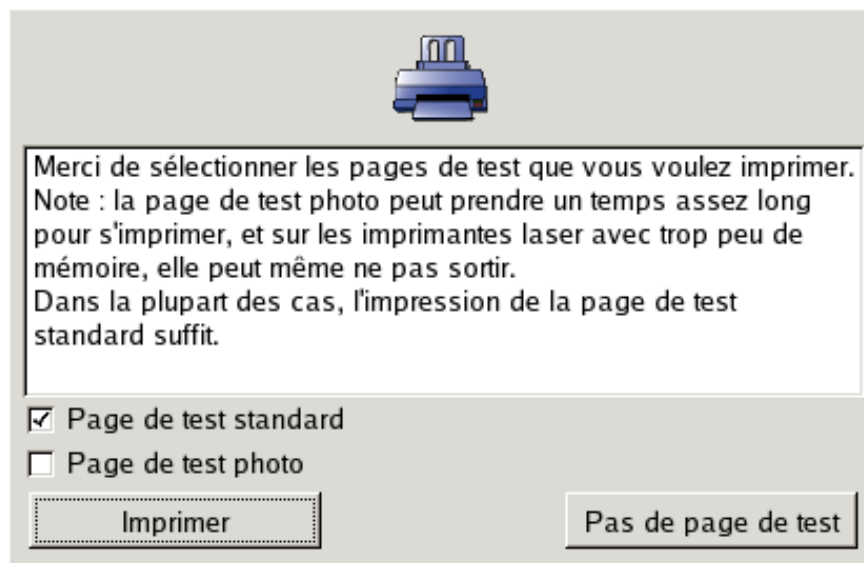 Merci de sélectionner les pages de test que vous voulez imprimer.
Note : la page de test photo peut prendre un temps assez long
pour s'imprimer, et sur les imprimantes laser avec trop peu de
mémoire, elle peut même ne pas sortir.
Dans la plupart des cas, l'impression de la page de test
standard suffit.
Page de test standard
Page de test photo
Imprimer
Pas de page de test